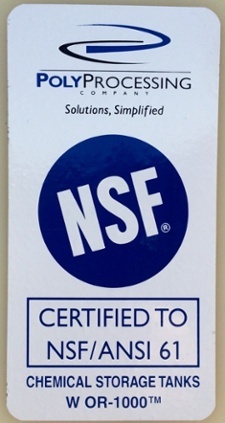 POLYPROCESSING
COMPANY
Solutions, Simplified
NSF®
CERTIFIED TO
NSF/ANSI 61
CHEMICAL STORAGE TANKS
W OR-1000™